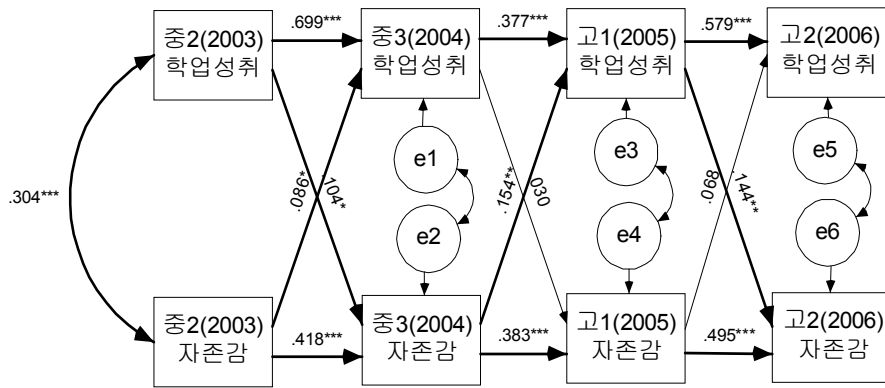 중2(2003)
학업성취
.699***
중3(2004)
학업성취
.377***
고1(2005)
학업성취
.579***
고2(2006)
학업성취
e1
e3
e5
.304***
.086*
.104*
.154**
.030
.068
.144**
e2
e4
e6
중2(2003)
자존감
.418***
중3(2004)
자존감
.383***
고1(2005)
자존감
.495***
고2(2006)
자존감